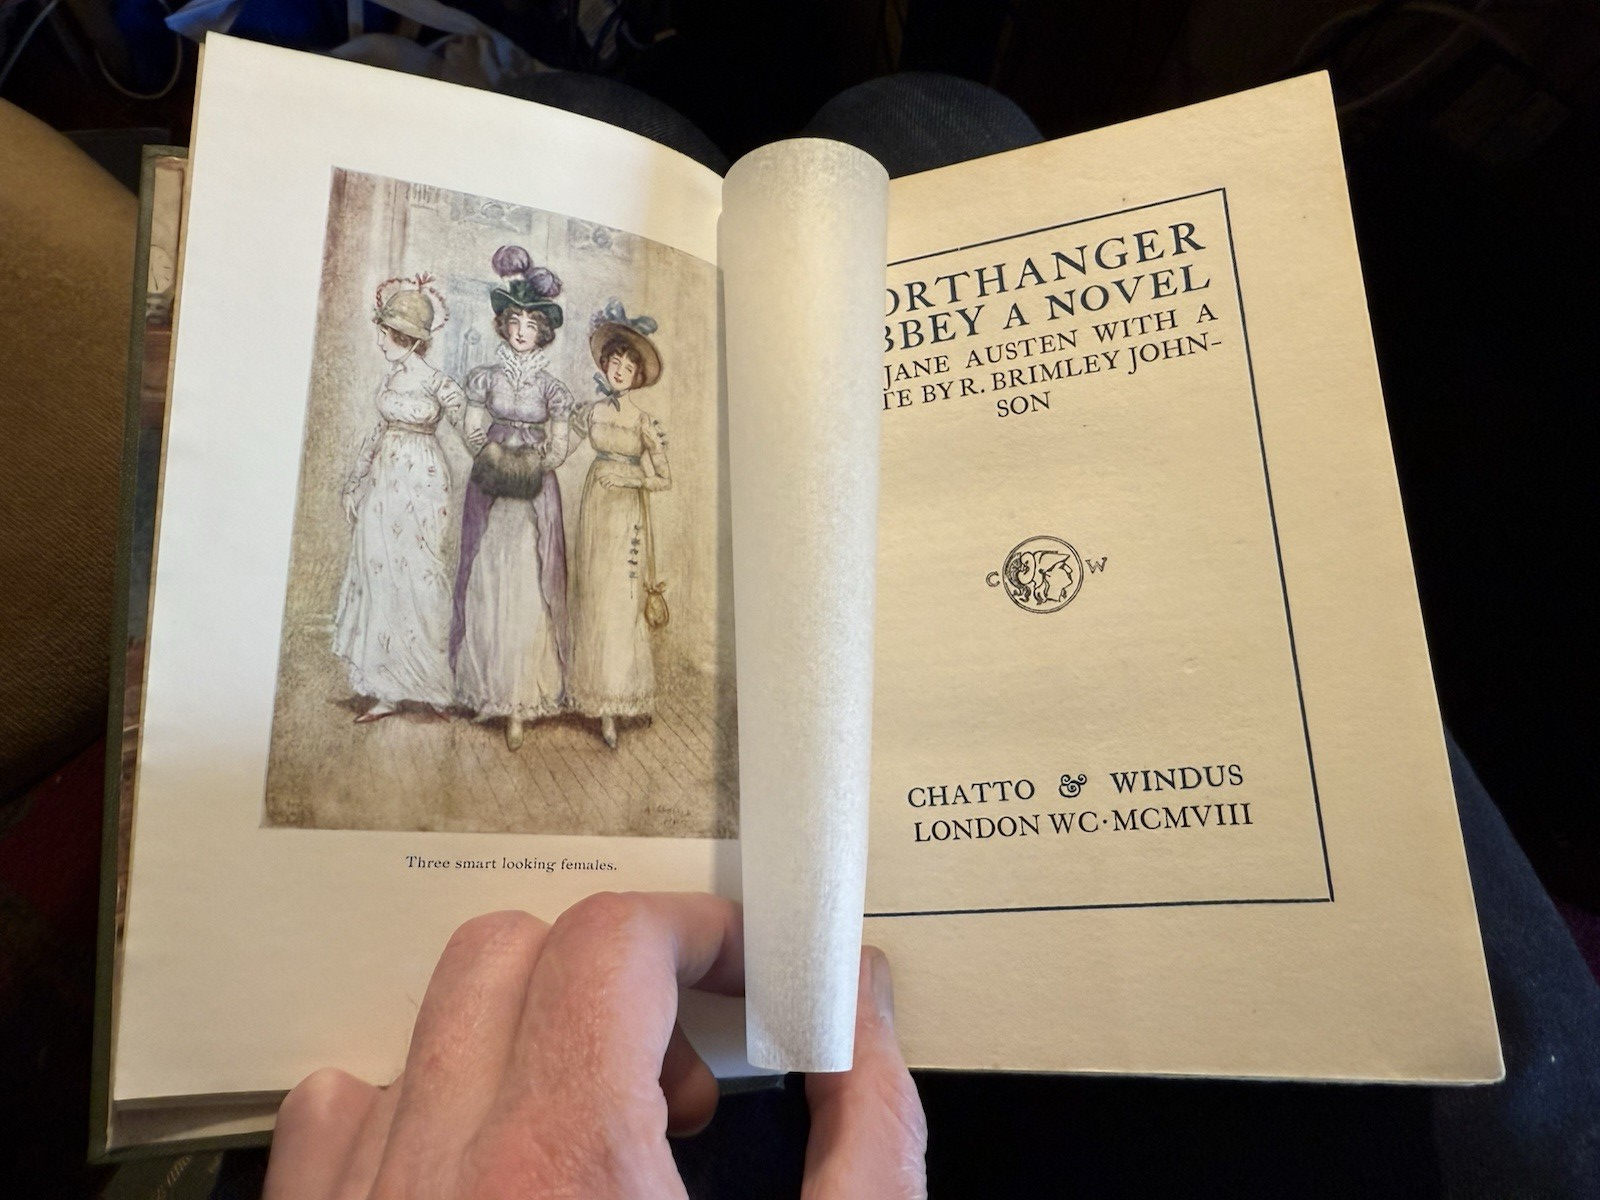 Three smart looking females.
ORTHANGER
BBEY A NOVEL
JANE AUSTEN WITH A
TE BY R. BRIMLEY JOHN-
SON
C W
CHATTO & WINDUS
LONDON WC·MCMVIII